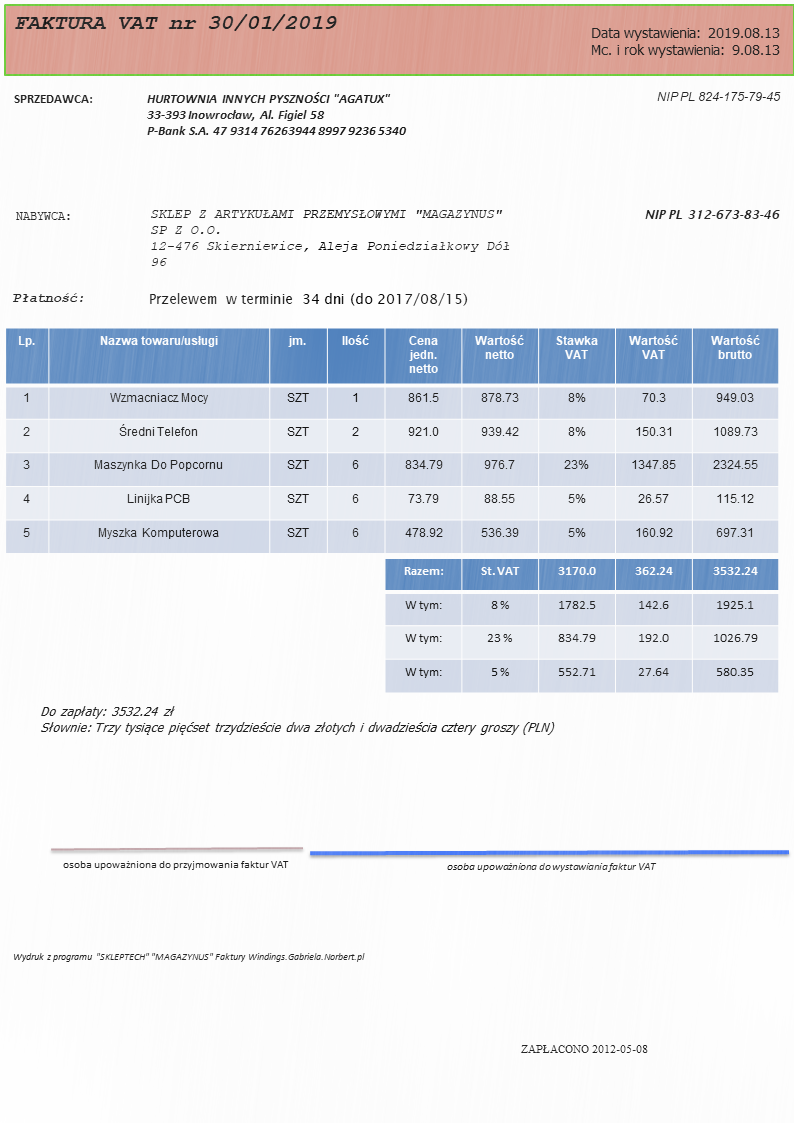 FAKTURA VAT nr 30/01/2019
Data wystawienia: 2019.08.13
Mc. i rok wystawienia: 9.08.13
SPRZEDAWCA: HURTOWNIA INNYCH PYSZNOŚCI "AGATUX" NIP PL 824-175-79-45
33-393 Inowrocław, Al. Figiel 58
P-Bank S.A. 47 9314 76263944 8997 9236 5340
NABYWCA: SKLEP Z ARTYKUŁAMI PRZEMYSŁOWYMI "MAGAZYNUS" NIP PL 312-673-83-46
SP Z O.O.
12-476 Skierniewice, Aleja Poniedziałkowy Dół
96
Płatność: Przelewem w terminie 34 dni (do 2017/08/15)
Lp. Nazwa towaru/usługi jm. Ilość Cena Wartość Stawka Wartość Wartość
jedn. netto VAT VAT brutto
netto
1 Wzmacniacz Mocy SZT 1 861.5 878.73 8% 70.3 949.03
2 Średni Telefon SZT 2 921.0 939.42 8% 150.31 1089.73
3 Maszynka Do Popcornu SZT 6 834.79 976.7 23% 1347.85 2324.55
4 Linijka PCB SZT 6 73.79 88.55 5% 26.57 115.12
5 Myszka Komputerowa SZT 6 478.92 536.39 5% 160.92 697.31
Razem: St. VAT 3170.0 362.24 3532.24
W tym: 8 % 1782.5 142.6 1925.1
W tym: 23 % 834.79 192.0 1026.79
W tym: 5 % 552.71 27.64 580.35
Do zapłaty: 3532.24 zł
Słownie: Trzy tysiące pięćset trzydzieście dwa złotych i dwadzieścia cztery groszy (PLN)
osoba upoważniona do przyjmowania faktur VAT
osoba upoważniona do wystawiania faktur VAT
Wydruk z programu "SKLEPTECH" "MAGAZYNUS" Faktury Windings.Gabriela.Norbert.pl
ZAPŁACONO 2012-05-08